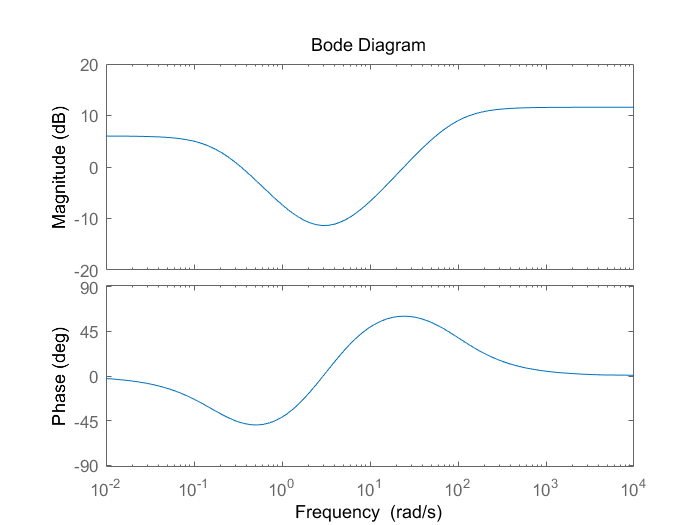 Bode Diagram
Magnitude (dB)
20
10
0
-10
-20
Phase (deg)
90
45
0
-45
-90
10^-2 10^-1 10^0 10^1 10^2 10^3 10^4
Frequency (rad/s)